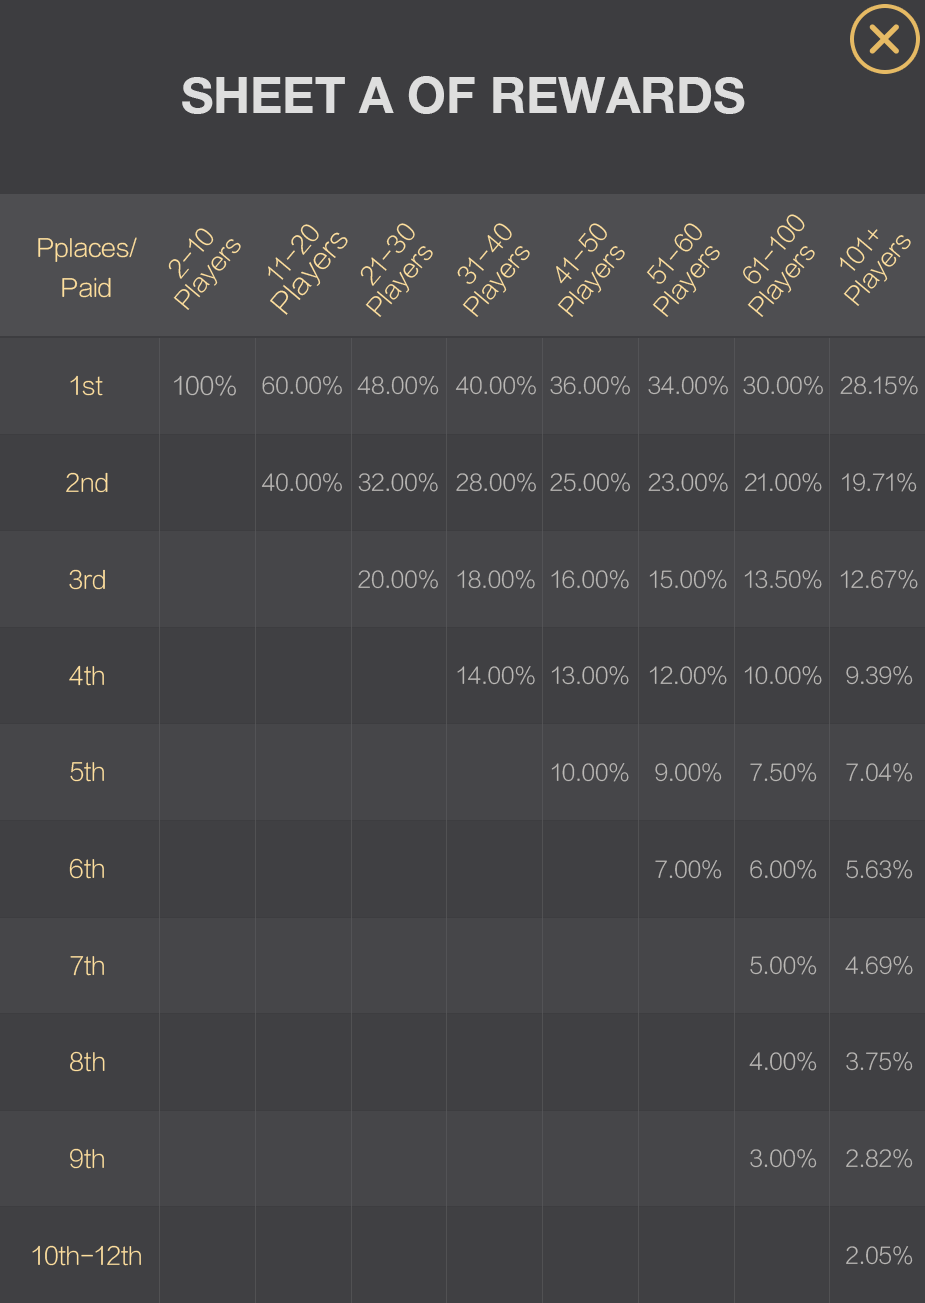 SHEET A OF REWARDS
Pplaces/
Paid
2-10
Players
11-20
Players
21-30
Players
31-40
Players
41-50
Players
51-60
Players
61-100
Players
101+
Players
1st 100% 60.00% 48.00% 40.00% 36.00% 34.00% 30.00% 28.15%
2nd 40.00% 32.00% 28.00% 25.00% 23.00% 21.00% 19.71%
3rd 20.00% 18.00% 16.00% 15.00% 13.50% 12.67%
4th 14.00% 13.00% 12.00% 10.00% 9.39%
5th 10.00% 9.00% 7.50% 7.04%
6th 7.00% 6.00% 5.63%
7th 5.00% 4.69%
8th 4.00% 3.75%
9th 3.00% 2.82%
10th-12th 2.05%